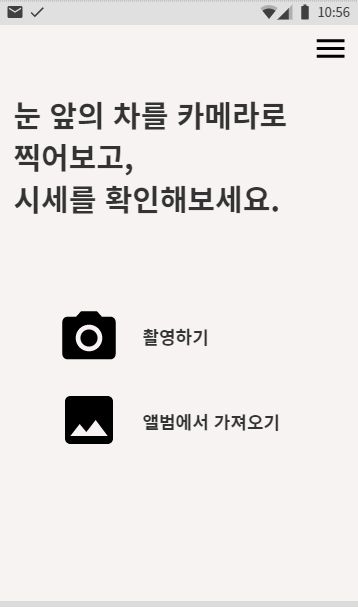 10:56
눈 앞의 차를 카메라로
찍어보고,
시세를 확인해보세요.
촬영하기
앨범에서 가져오기